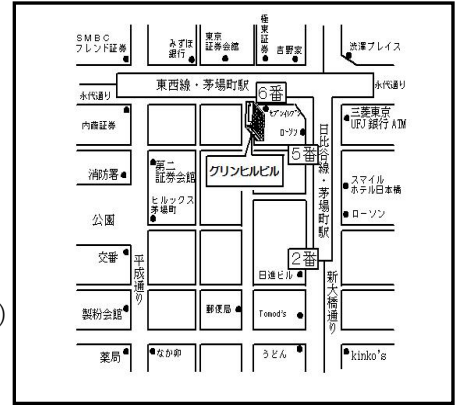 SMBC
フレンド証券
みずほ
銀行
東京
証券会館
極東証券
吉野家
渋澤プレイス
永代通り
東西線・茅場町駅
永代通り
6番
内藤証券
セブンイレブン
ローソン
三菱東京
UFJ銀行ATM
5番
日比谷線・茅場町駅
消防署
第二
証券会館
グリンヒルビル
スマイル
ホテル日本橋
ヒルックス
茅場町
ローソン
公園
2番
交番
平成通り
日進ビル
新大橋通り
製粉会館
郵便局
Tomod's
薬局
なか卯
うどん
kinko's
)